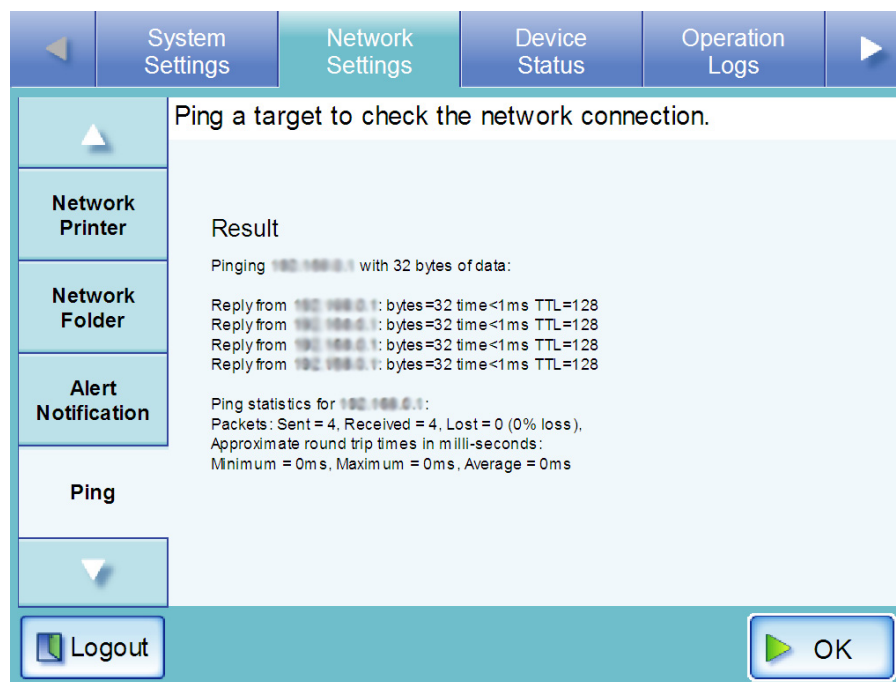 System Settings
Network Settings
Device Status
Operation Logs
Ping a target to check the network connection.
Network Printer
Network Folder
Alert Notification
Ping
Result
Pinging with 32 bytes of data:
Reply from : bytes=32 time<1ms TTL=128
Reply from : bytes=32 time<1ms TTL=128
Reply from : bytes=32 time<1ms TTL=128
Reply from : bytes=32 time<1ms TTL=128
Ping statistics for :
Packets: Sent = 4, Received = 4, Lost = 0 (0% loss),
Approximate round trip times in milli-seconds:
Minimum = 0ms, Maximum = 0ms, Average = 0ms
Logout
OK